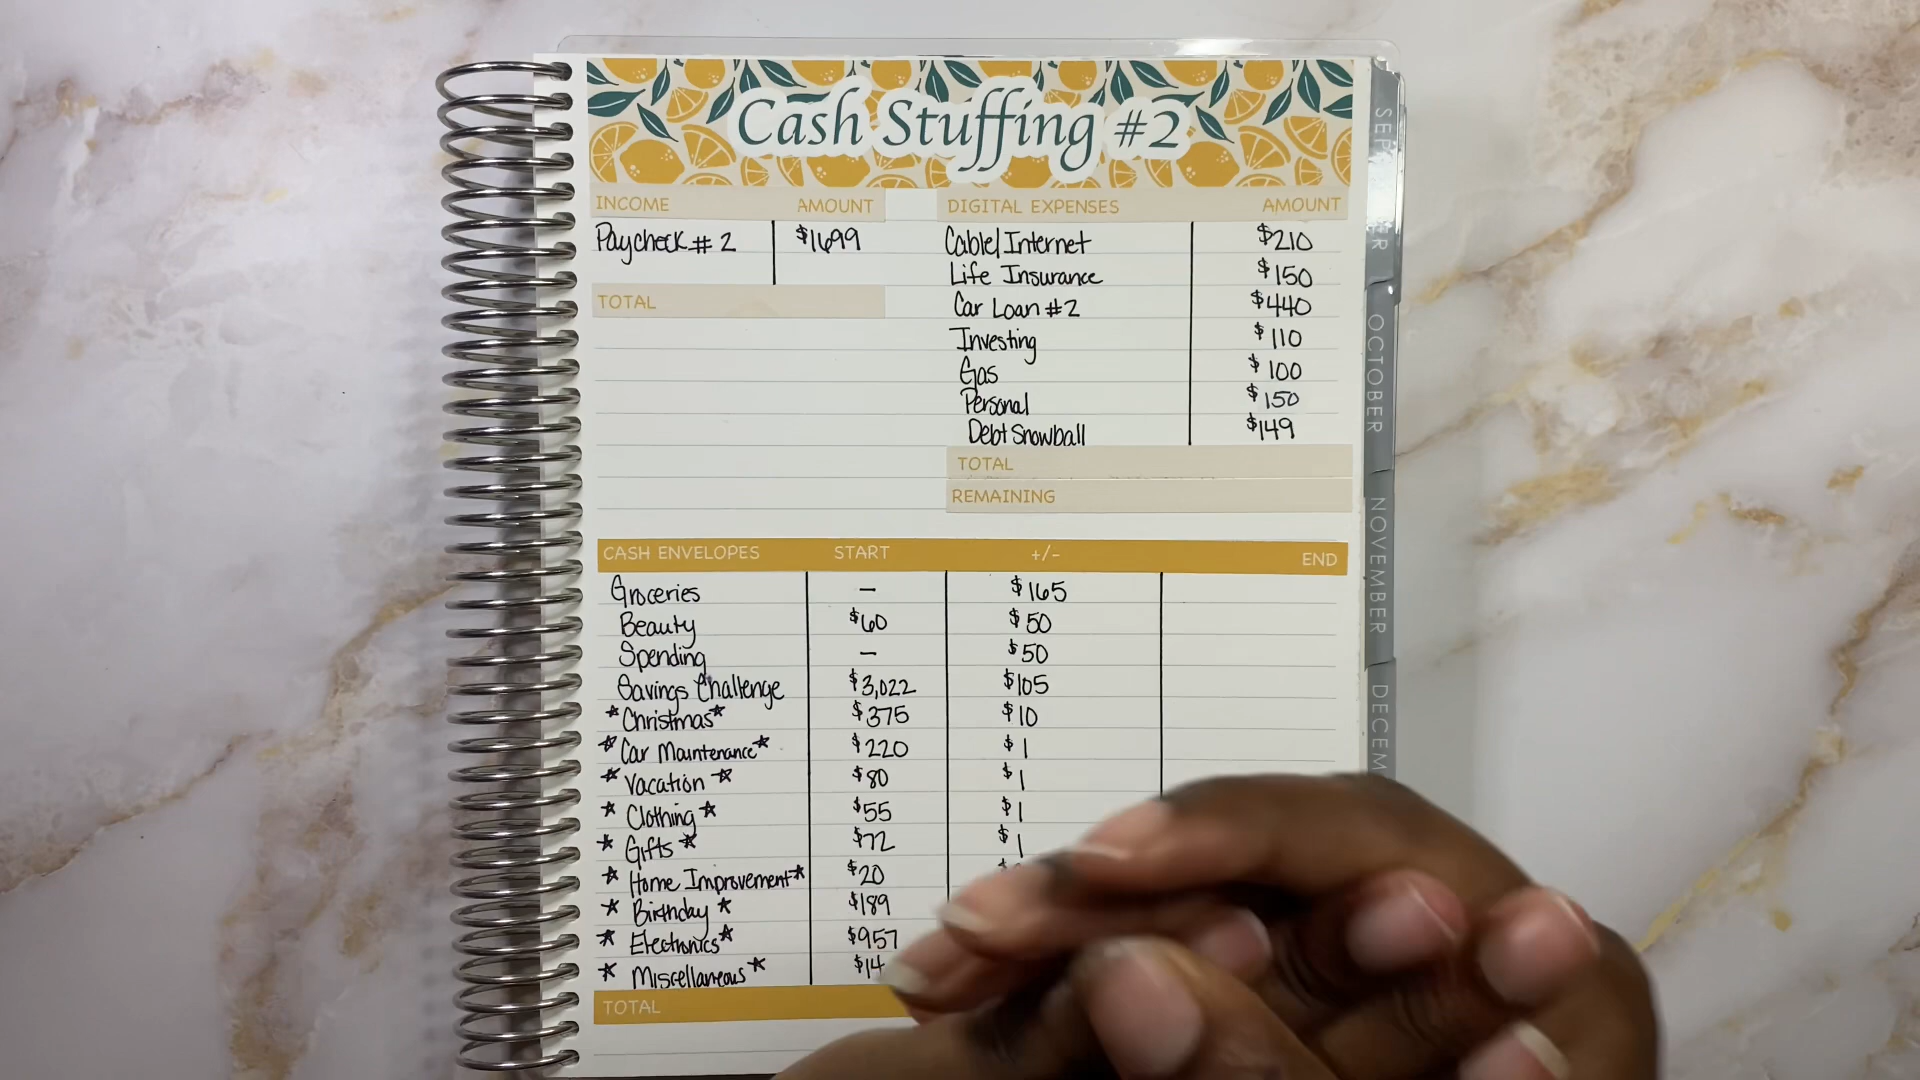 Cash Stuffing #2
INCOME AMOUNT
Paycheck # 2 $1699
TOTAL
DIGITAL EXPENSES AMOUNT
Cable/Internet $210
Life Insurance $150
Car Loan #2 $440
Investing $110
Gas $100
Personal $150
Debt Snowball $149
TOTAL
REMAINING
CASH ENVELOPES START +/- END
Groceries — $165
Beauty $60 $50
Spending — $50
Savings Challenge $3,022 $105
*Christmas* $375 $10
*Car Maintenance* $220 $1
*Vacation* $80 $1
*Clothing* $55 $1
*Gifts* $72 $1
*Home Improvement* $20
*Birthday* $189
*Electronics* $957
*Miscellaneous* $14
TOTAL
OCTOBER
NOVEMBER
DECEM